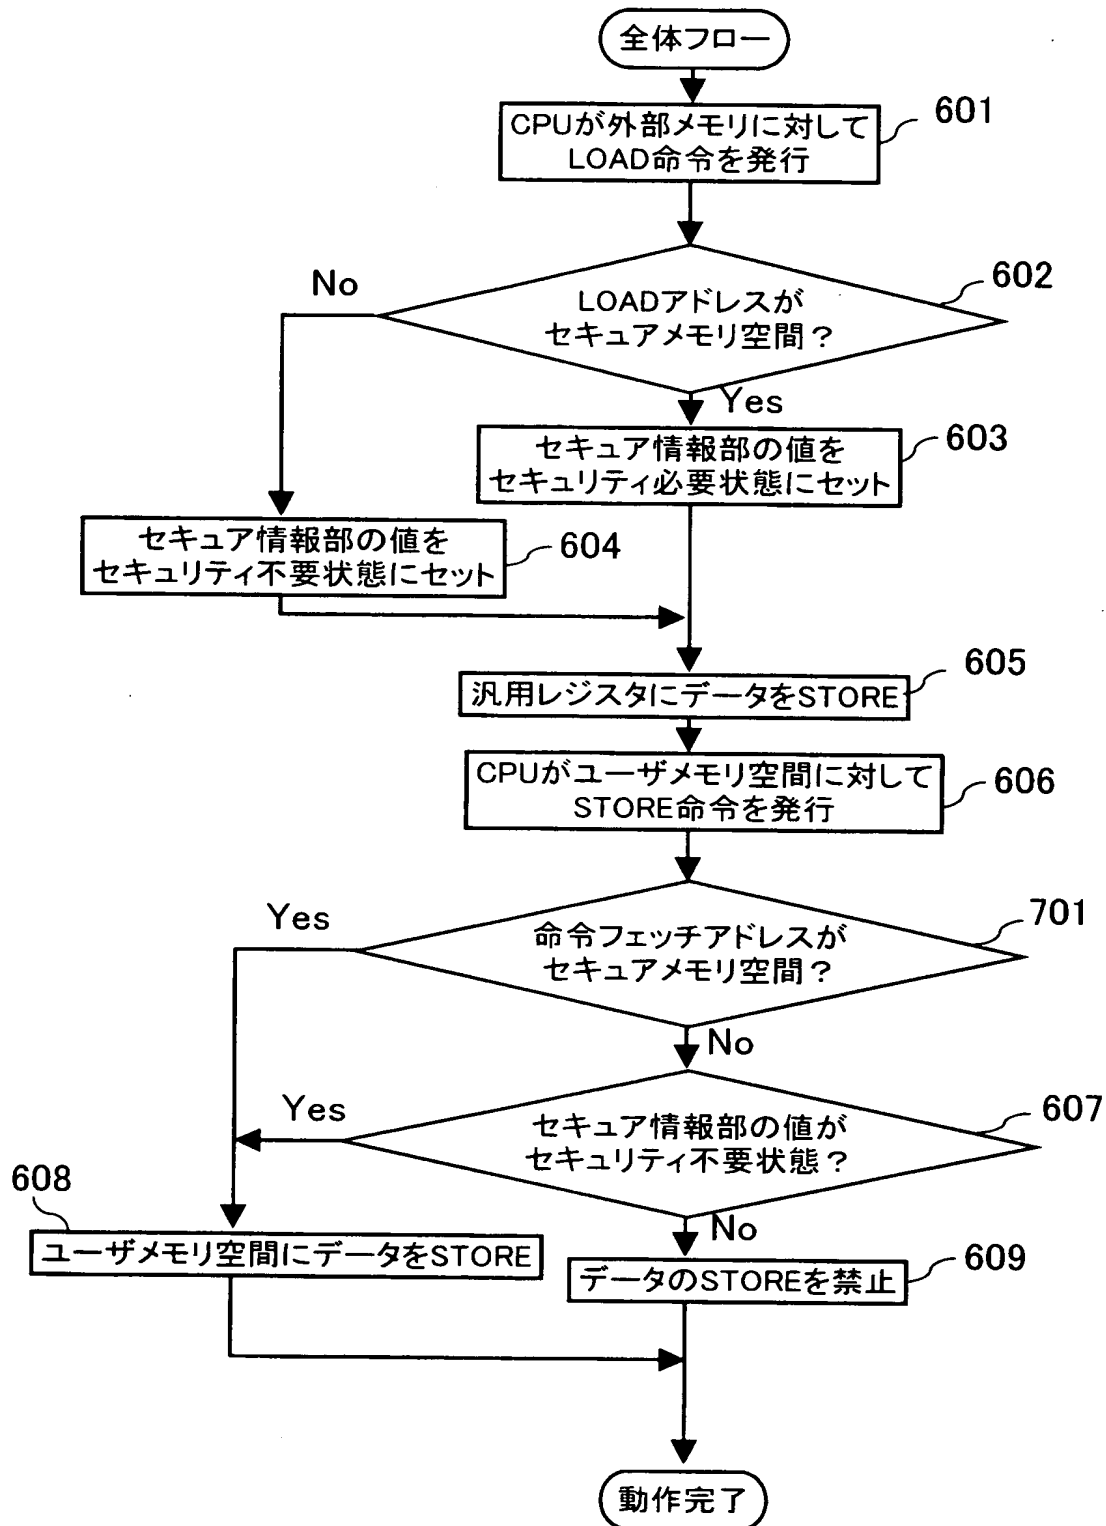 全体フロー
CPUが外部メモリに対して
LOAD命令を発行
601
LOADアドレスが
セキュアメモリ空間?
602
No
Yes
セキュア情報部の値を
セキュリティ必要状態にセット
603
セキュア情報部の値を
セキュリティ不要状態にセット
604
汎用レジスタにデータをSTORE
605
CPUがユーザメモリ空間に対して
STORE命令を発行
606
命令フェッチアドレスが
セキュアメモリ空間?
701
Yes
No
セキュア情報部の値が
セキュリティ不要状態?
607
Yes
No
608
ユーザメモリ空間にデータをSTORE
データのSTOREを禁止
609
動作完了